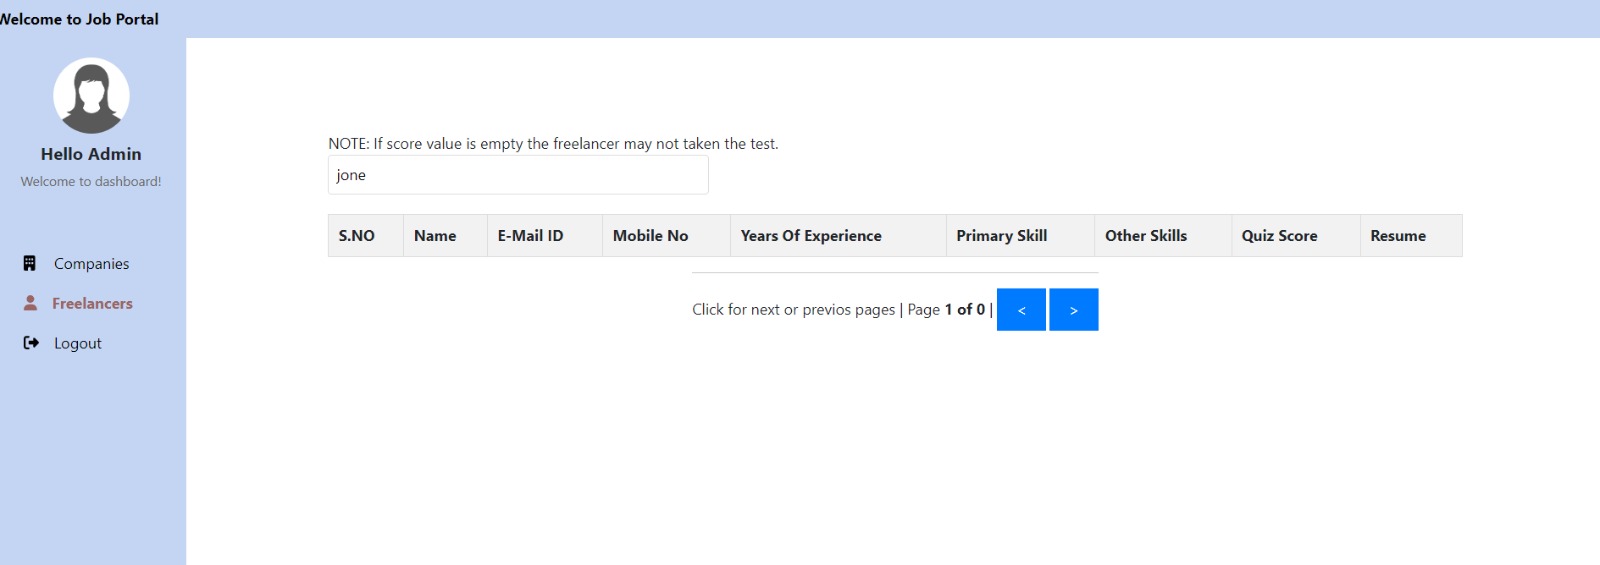 Welcome to Job Portal
Hello Admin
Welcome to dashboard!
Companies
Freelancers
Logout
NOTE: If score value is empty the freelancer may not taken the test.
jone
S.NO Name E-Mail ID Mobile No Years Of Experience Primary Skill Other Skills Quiz Score Resume
Click for next or previos pages | Page 1 of 0 | < >